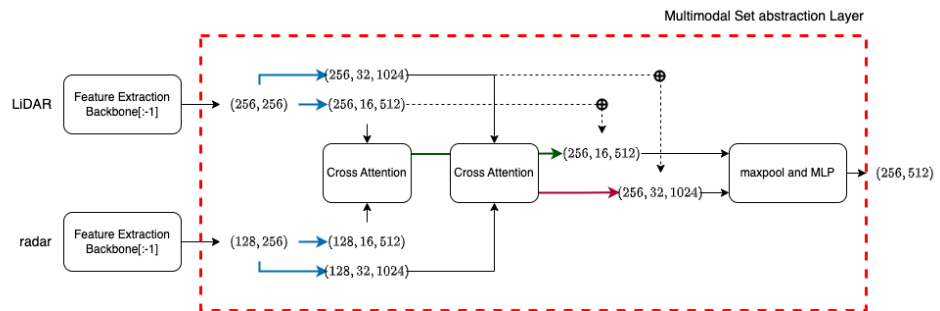 Multimodal Set abstraction Layer
LiDAR
Feature Extraction
Backbone[:-1]
(256, 256)
(256, 32, 1024)
(256, 16, 512)
Cross Attention
Cross Attention
(256, 16, 512)
(256, 32, 1024)
maxpool and MLP
(256, 512)
radar
Feature Extraction
Backbone[:-1]
(128, 256)
(128, 16, 512)
(128, 32, 1024)